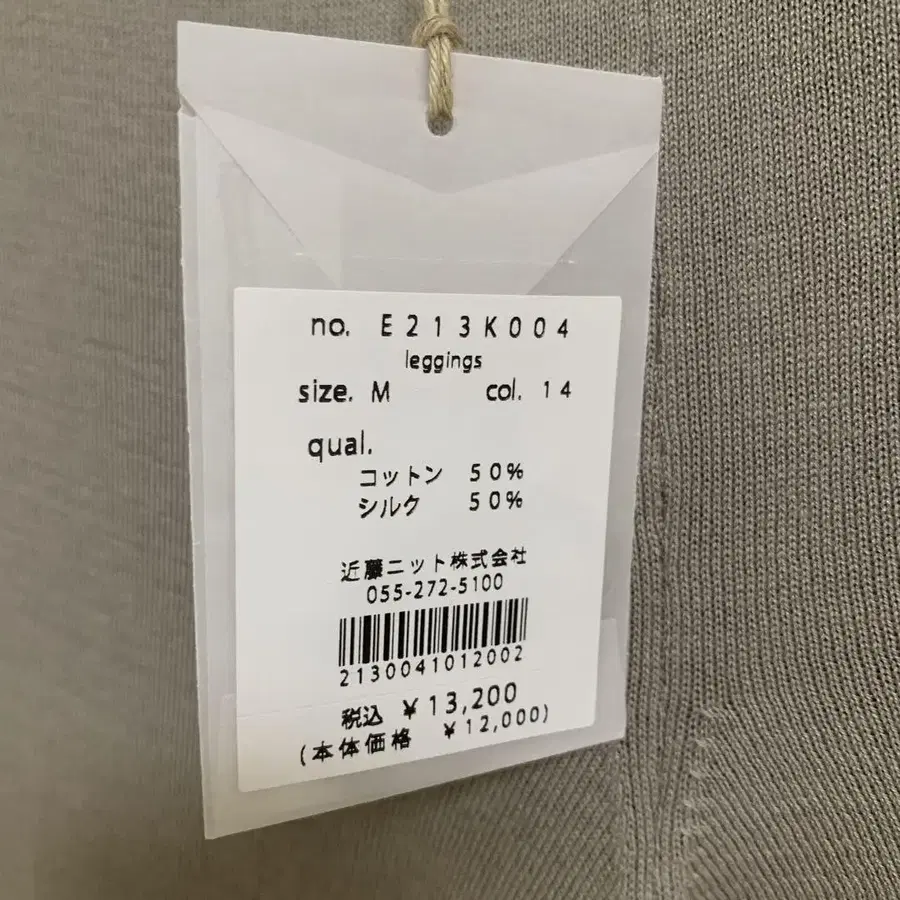 no. E213K004
leggings
size. M col. 14
qual.
コットン 50%
シルク 50%
近藤ニット株式会社
055-272-5100
2130041012002
税込 ¥13,200
(本体価格 ¥12,000)